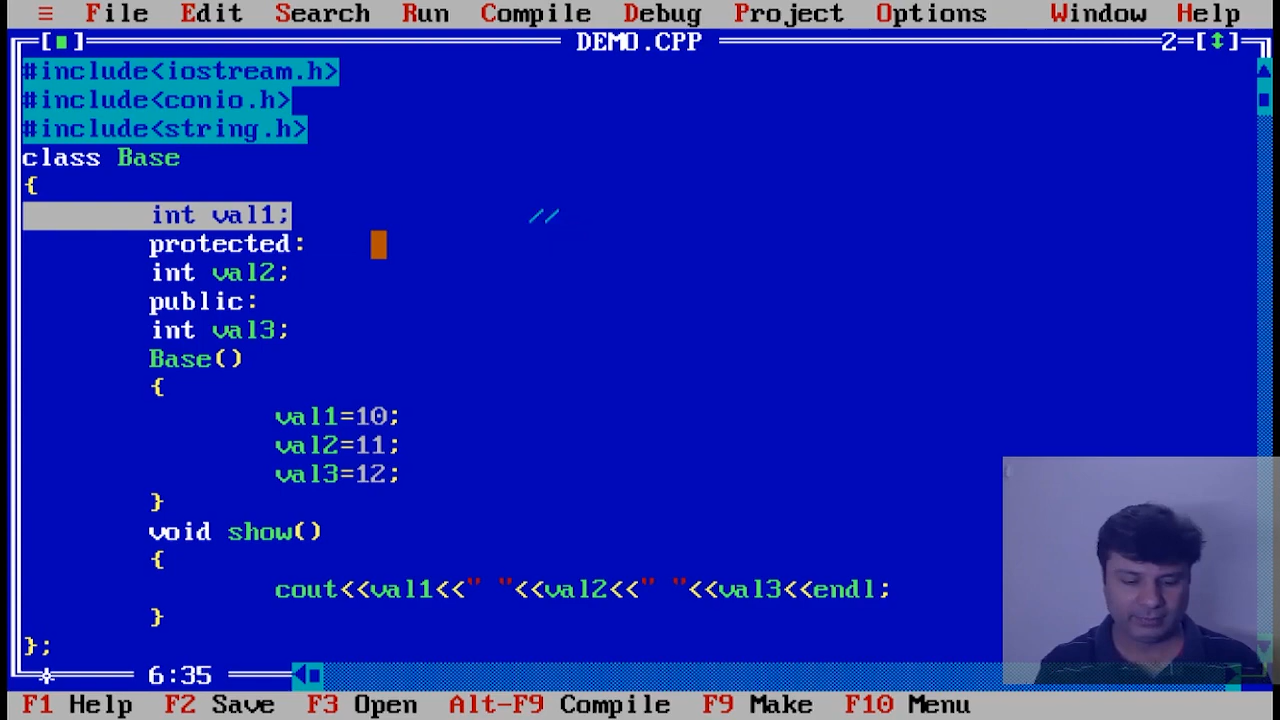 ≡ File Edit Search Run Compile Debug Project Options Window Help
[■] DEMO.CPP 2=[↕]
#include<iostream.h>
#include<conio.h>
#include<string.h>
class Base
{
int val1; //
protected:
int val2;
public:
int val3;
Base()
{
val1=10;
val2=11;
val3=12;
}
void show()
{
cout<<val1<<" "<<val2<<" "<<val3<<endl;
}
};
6:35
F1 Help F2 Save F3 Open Alt-F9 Compile F9 Make F10 Menu